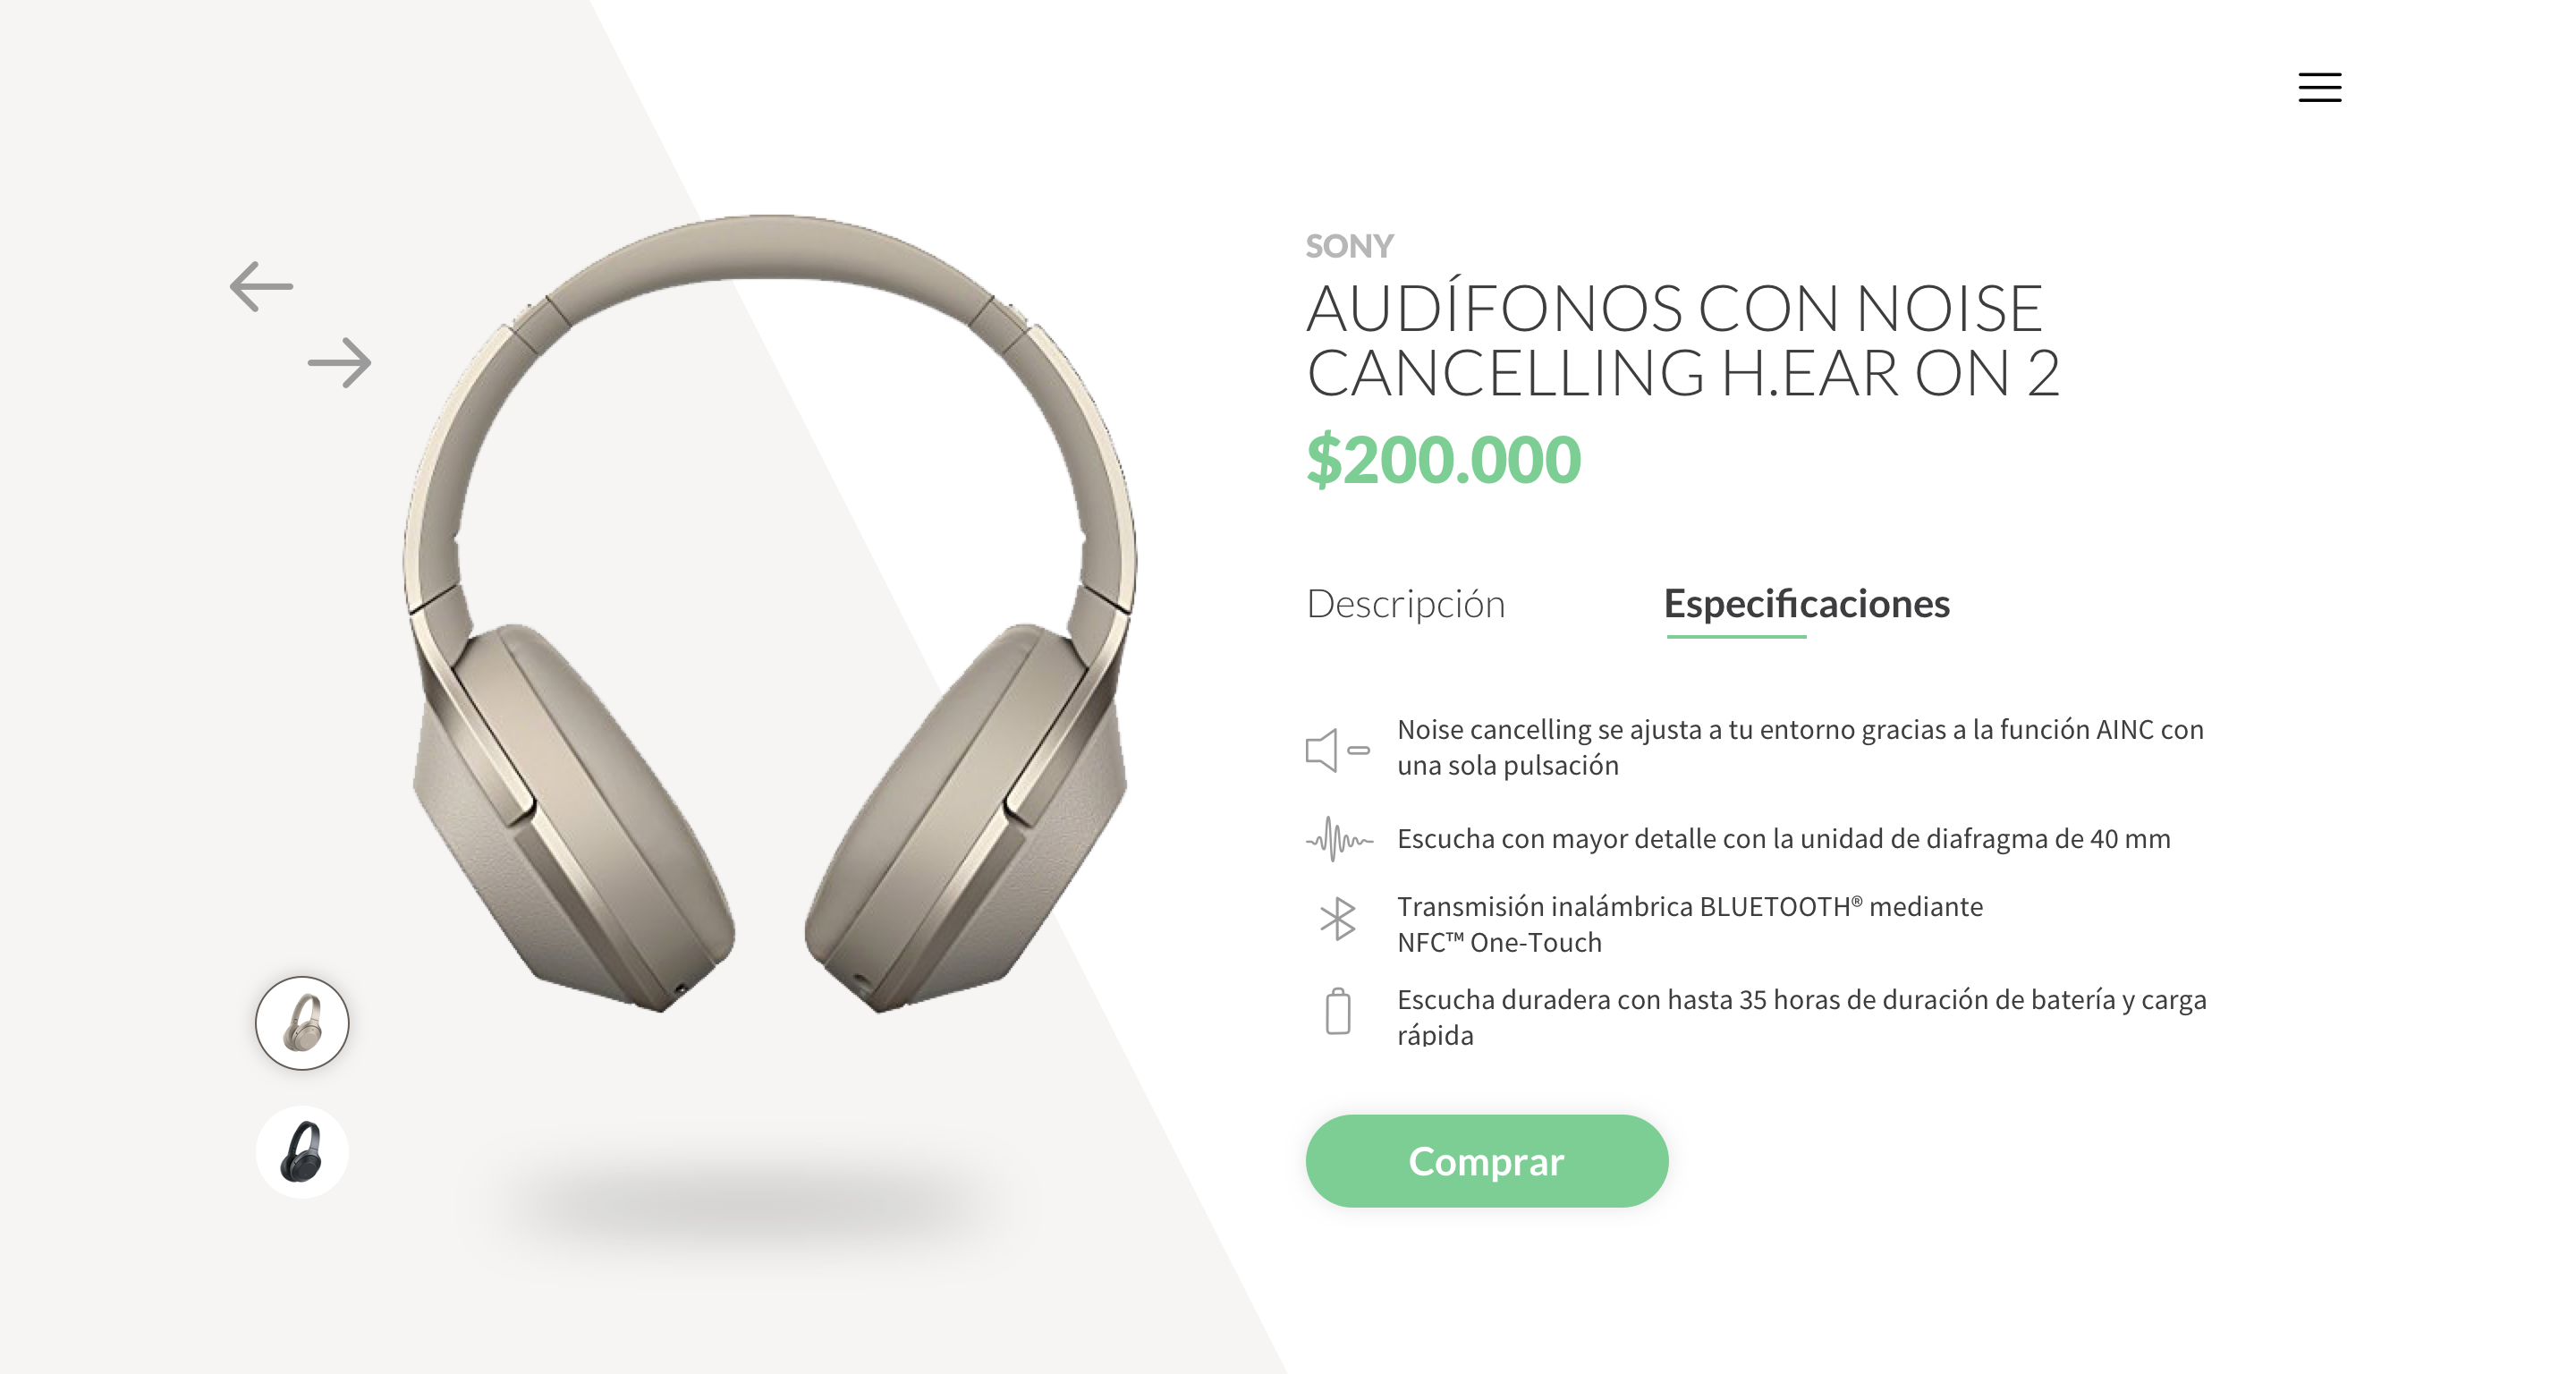 SONY
AUDÍFONOS CON NOISE
CANCELLING H.EAR ON 2
$200.000
Descripción
Especificaciones
Noise cancelling se ajusta a tu entorno gracias a la función AINC con
una sola pulsación
Escucha con mayor detalle con la unidad de diafragma de 40 mm
Transmisión inalámbrica BLUETOOTH® mediante
NFC™ One-Touch
Escucha duradera con hasta 35 horas de duración de batería y carga
rápida
Comprar